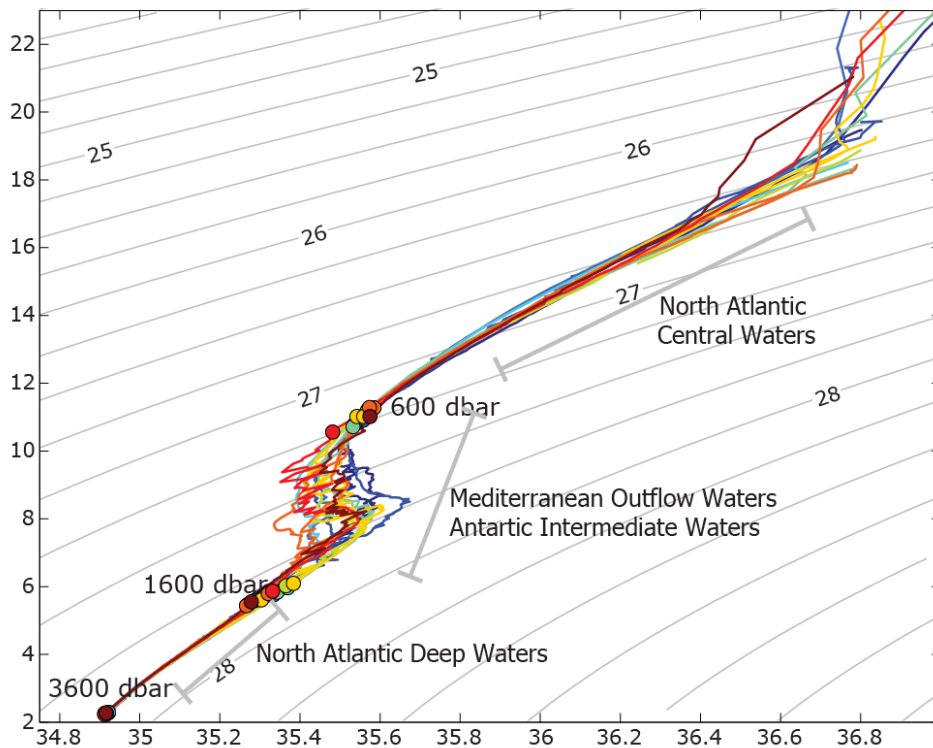 22
20
18
16
14
12
10
8
6
4
2
25
25
26
26
27
27
28
28
North Atlantic
Central Waters
600 dbar
Mediterranean Outflow Waters
Antartic Intermediate Waters
1600 dbar
North Atlantic Deep Waters
3600 dbar
34.8 35 35.2 35.4 35.6 35.8 36 36.2 36.4 36.6 36.8